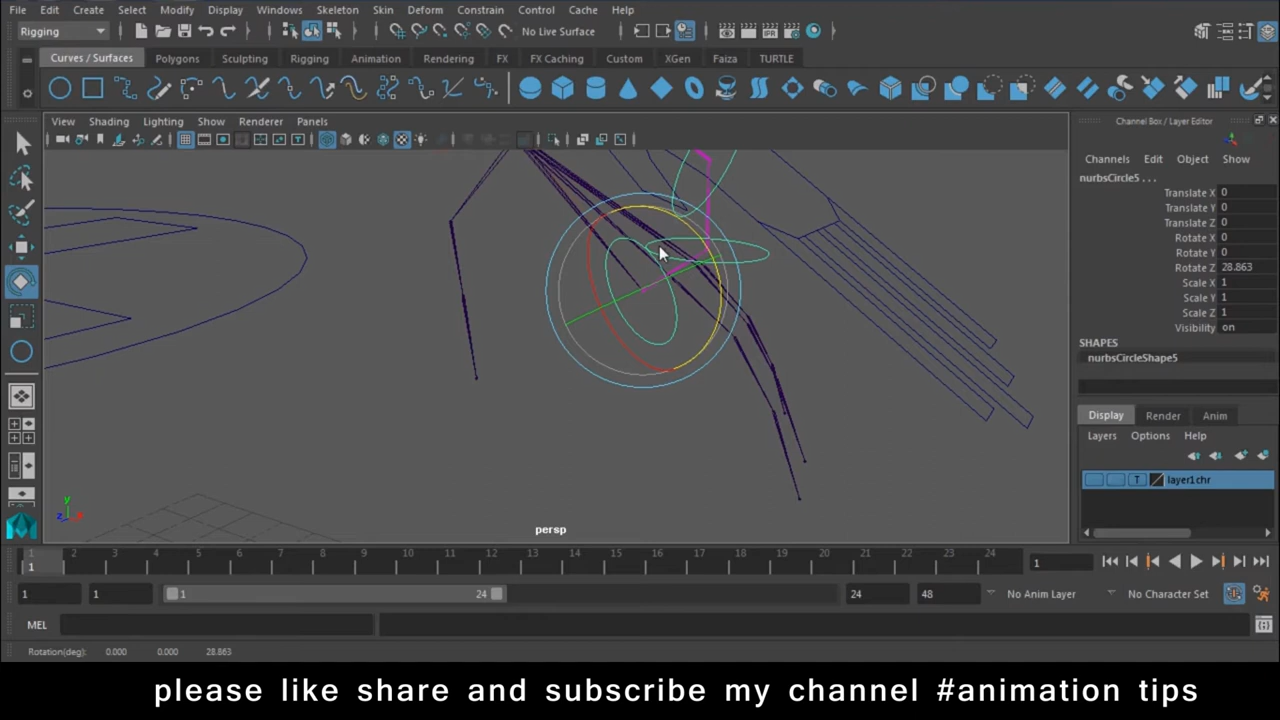 File Edit Create Select Modify Display Windows Skeleton Skin Deform Constrain Control Cache Help
Rigging No Live Surface
Curves / Surfaces Polygons Sculpting Rigging Animation Rendering FX FX Caching Custom XGen Faiza TURTLE
View Shading Lighting Show Renderer Panels
Channel Box / Layer Editor
Channels Edit Object Show
nurbsCircle5 . . .
Translate X 0
Translate Y 0
Translate Z 0
Rotate X 0
Rotate Y 0
Rotate Z 28.863
Scale X 1
Scale Y 1
Scale Z 1
Visibility on
SHAPES
nurbsCircleShape5
Display Render Anim
Layers Options Help
T layer1chr
y
z x
persp
1 2 3 4 5 6 7 8 9 10 11 12 13 14 15 16 17 18 19 20 21 22 23 24
1 1
1 1 1 24 24 48 No Anim Layer No Character Set
MEL
Rotation(deg): 0.000 0.000 28.863
please like share and subscribe my channel #animation tips